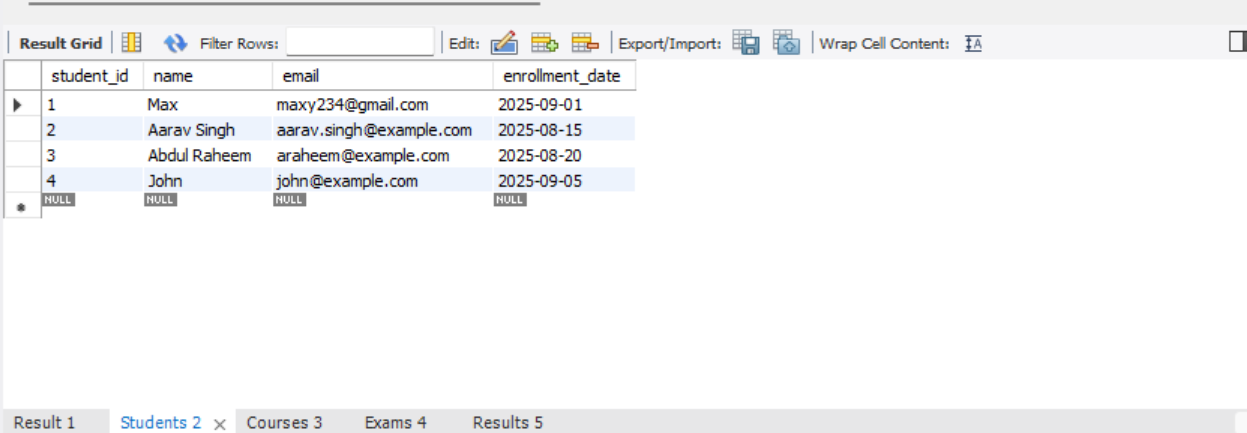 Result Grid Filter Rows: Edit: Export/Import: Wrap Cell Content: IA
student_id name email enrollment_date
1 Max maxy234@gmail.com 2025-09-01
2 Aarav Singh aarav.singh@example.com 2025-08-15
3 Abdul Raheem araheem@example.com 2025-08-20
4 John john@example.com 2025-09-05
NULL NULL NULL NULL
Result 1 Students 2 Courses 3 Exams 4 Results 5